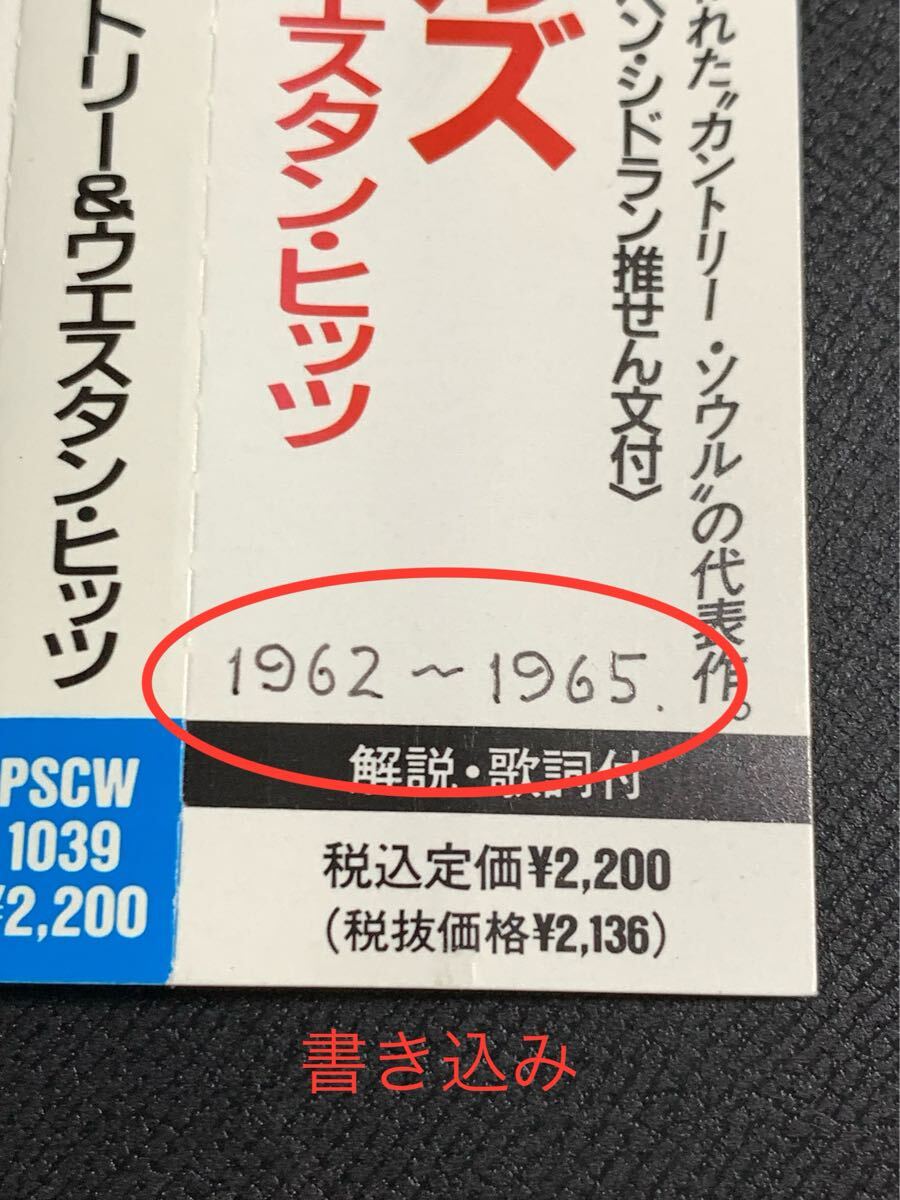 れた"カントリー・ソウル"の代表作。
ベン・シドラン推せん文付〉
ルズ
エスタン・ヒッツ
トリー&ウエスタン・ヒッツ
1962〜1965.
解説・歌詞付
税込定価¥2,200
(税抜価格¥2,136)
PSCW
1039
¥2,200
書き込み